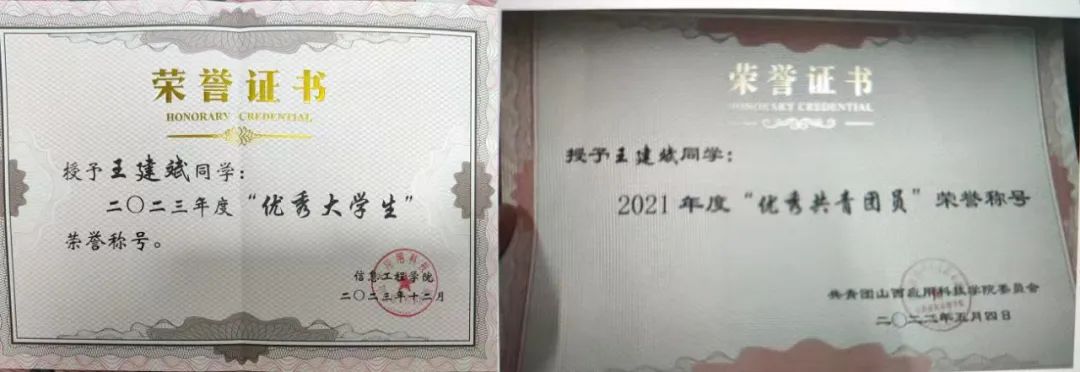 荣誉证书
HONORARY CREDENTIAL
授予王建斌同学：
二〇二三年度“优秀大学生”
荣誉称号。
信息工程学院
二〇二三年十二月
荣誉证书
HONORARY CREDENTIAL
授予王建斌同学：
2021年度“优秀共青团员”荣誉称号
共青团山西应用科技学院委员会
二〇二二年五月四日